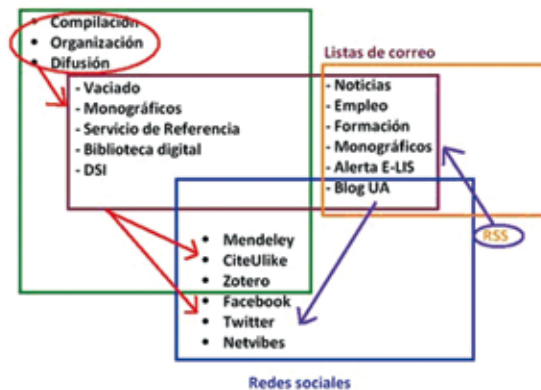 • Compilación
• Organización
• Difusión
Listas de correo
- Vaciado
- Monográficos
- Servicio de Referencia
- Biblioteca digital
- DSI
- Noticias
- Empleo
- Formación
- Monográficos
- Alerta E-LIS
- Blog UA
RSS
• Mendeley
• CiteUlike
• Zotero
• Facebook
• Twitter
• Netvibes
Redes sociales